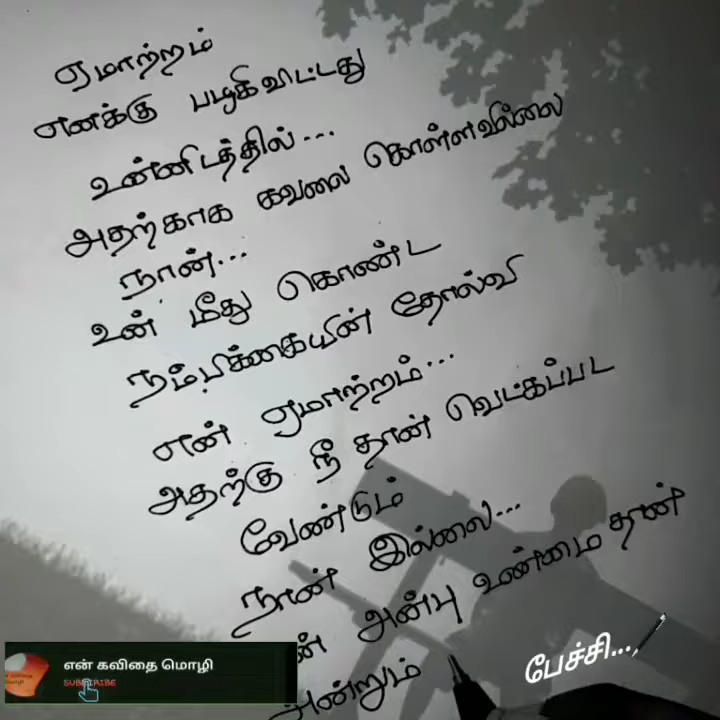 ஏமாற்றம்
எனக்கு பழகிவிட்டது
உன்னிடத்தில்...
அதற்காக கவலை கொள்ளவில்லை
நான்...
உன் மீது கொண்ட
நம்பிக்கையின் தோல்வி
என் ஏமாற்றம்...
அதற்கு நீ தான் வெட்கப்பட
வேண்டும்
நான் இல்லை...
அன்பு உண்மை தான்
அன்றும்
பேச்சி...
என் கவிதை மொழி
SUBSCRIBE